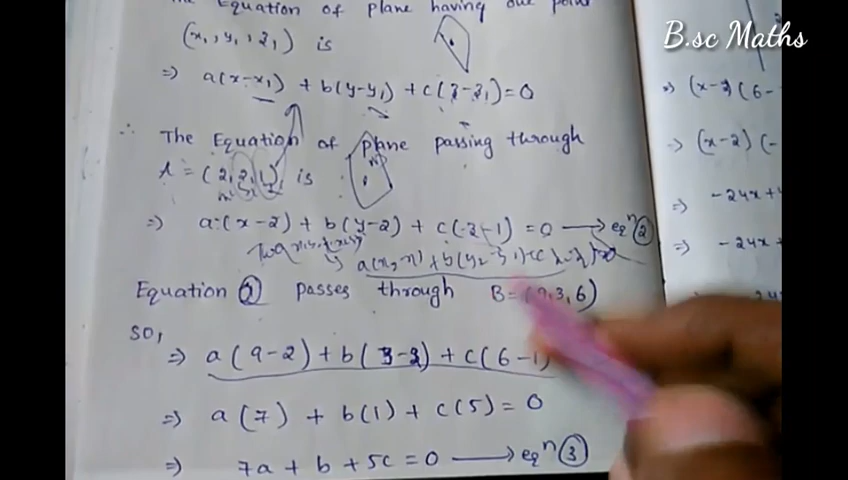 The Equation of plane having one point
(x₁, y₁, z₁) is
⇒ a(x-x₁) + b(y-y₁) + c(z-z₁) = 0
∴ The Equation of plane passing through
A = (2, 2, 1) is
⇒ a·(x-2) + b(y-2) + c(z-1) = 0 → eqⁿ ②
Equation ② passes through B = (9, 3, 6)
so,
⇒ a(9-2) + b(3-2) + c(6-1)
⇒ a(7) + b(1) + c(5) = 0
⇒ 7a + b + 5c = 0 → eqⁿ ③
B.sc Maths
⇒ (x-2)(6-
⇒ (x-2)(-
⇒ -24x+
⇒ -24x